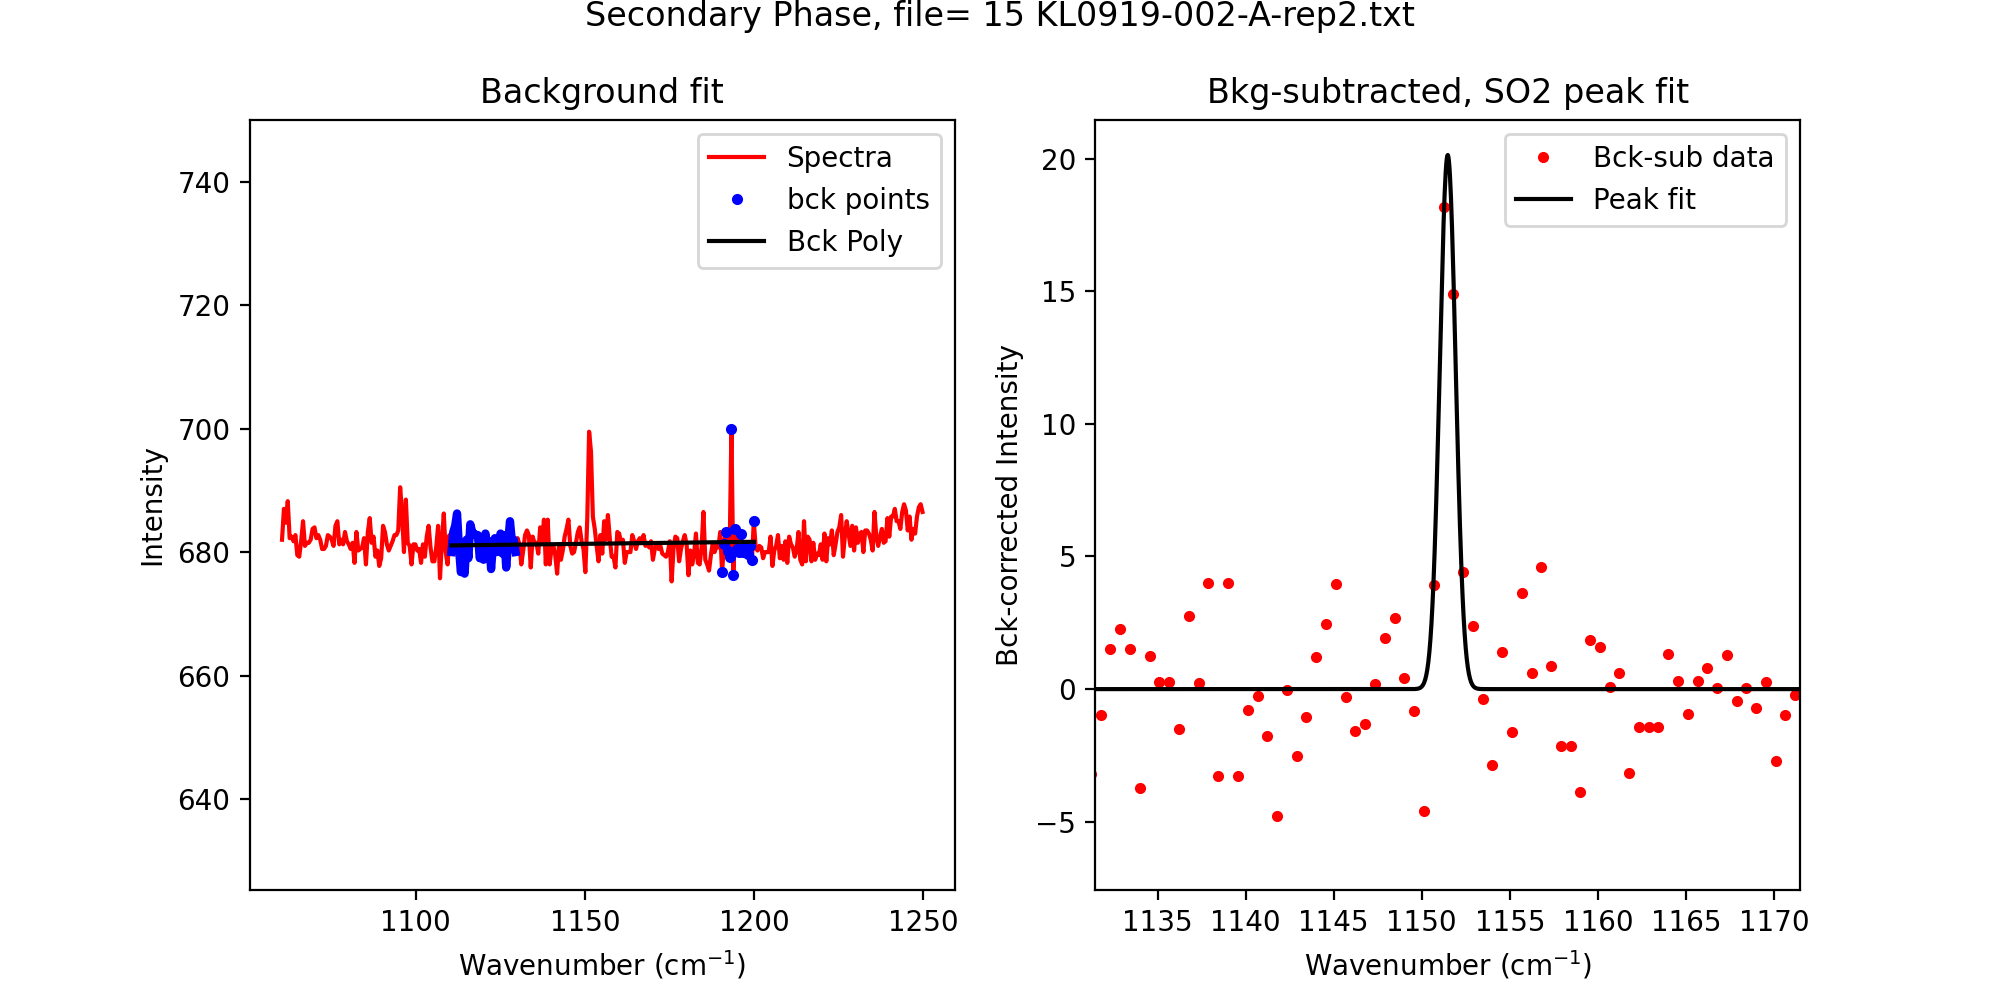 Secondary Phase, file= 15 KL0919-002-A-rep2.txt
Background fit
Spectra
bck points
Bck Poly
740
720
700
680
660
640
Intensity
1100 1150 1200 1250
Wavenumber (cm⁻¹)
Bkg-subtracted, SO2 peak fit
Bck-sub data
Peak fit
20
15
10
5
0
−5
Bck-corrected Intensity
1135 1140 1145 1150 1155 1160 1165 1170
Wavenumber (cm⁻¹)